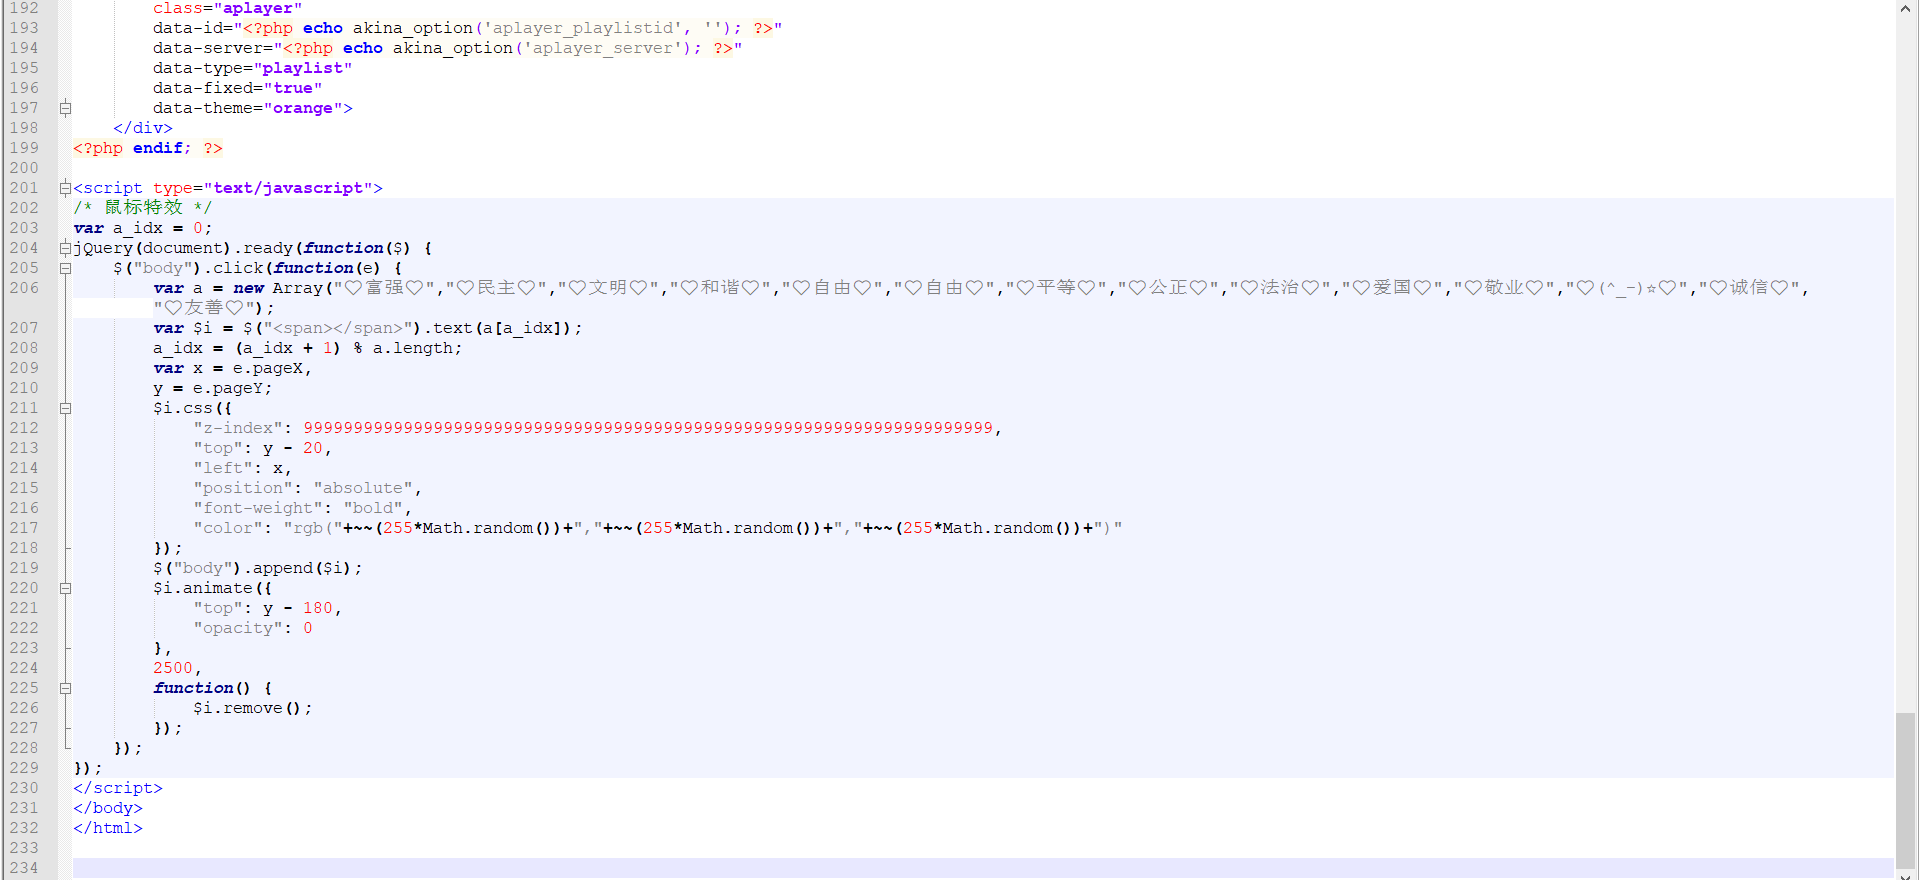 192 class="aplayer"
193 data-id="<?php echo akina_option('aplayer_playlistid', ''); ?>"
194 data-server="<?php echo akina_option('aplayer_server'); ?>"
195 data-type="playlist"
196 data-fixed="true"
197 data-theme="orange">
198 </div>
199 <?php endif; ?>
200
201 <script type="text/javascript">
202 /* 鼠标特效 */
203 var a_idx = 0;
204 jQuery(document).ready(function($) {
205 $("body").click(function(e) {
206 var a = new Array("♡富强♡","♡民主♡","♡文明♡","♡和谐♡","♡自由♡","♡自由♡","♡平等♡","♡公正♡","♡法治♡","♡爱国♡","♡敬业♡","♡(^_-)☆♡","♡诚信♡",
"♡友善♡");
207 var $i = $("<span></span>").text(a[a_idx]);
208 a_idx = (a_idx + 1) % a.length;
209 var x = e.pageX,
210 y = e.pageY;
211 $i.css({
212 "z-index": 999999999999999999999999999999999999999999999999999999999999999999999,
213 "top": y - 20,
214 "left": x,
215 "position": "absolute",
216 "font-weight": "bold",
217 "color": "rgb("+~~(255*Math.random())+","+~~(255*Math.random())+","+~~(255*Math.random())+")"
218 });
219 $("body").append($i);
220 $i.animate({
221 "top": y - 180,
222 "opacity": 0
223 },
224 2500,
225 function() {
226 $i.remove();
227 });
228 });
229 });
230 </script>
231 </body>
232 </html>
233
234